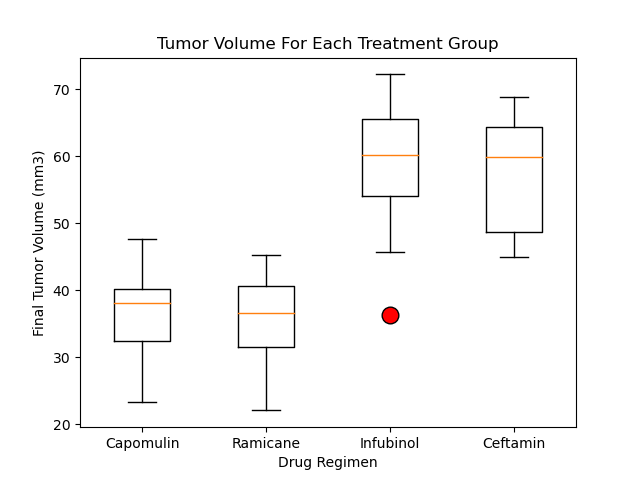 Tumor Volume For Each Treatment Group
Final Tumor Volume (mm3)
70
60
50
40
30
20
Capomulin Ramicane Infubinol Ceftamin
Drug Regimen